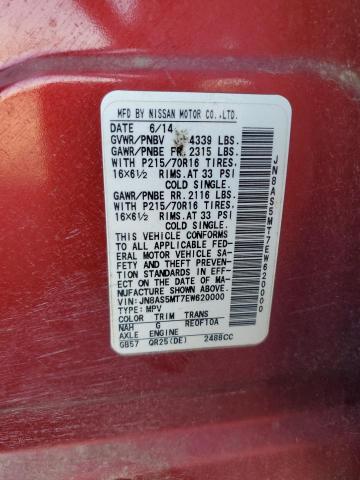 MFD BY NISSAN MOTOR CO.,LTD.
DATE 6/14
GVWR/PNBV 4339 LBS.
GAWR/PNBE FR. 2315 LBS.
WITH P215/70R16 TIRES.
16X6½ RIMS.AT 33 PSI
COLD SINGLE.
GAWR/PNBE RR. 2116 LBS.
WITH P215/70R16 TIRES.
16X6½ RIMS.AT 33 PSI
COLD SINGLE.
THIS VEHICLE CONFORMS
TO ALL APPLICABLE FED-
ERAL MOTOR VEHICLE SA-
FETY AND THEFT PREVEN-
TION STANDARDS IN EFF-
ECT ON THE DATE OF MA-
NUFACTURE SHOWN ABOVE.
VIN:JN8AS5MT7EW620000
TYPE:MPV
COLOR TRIM TRANS
NAH G RE0F10A
AXLE ENGINE
GB57 QR25(DE) 2488CC
JN8AS5MT7EW620000